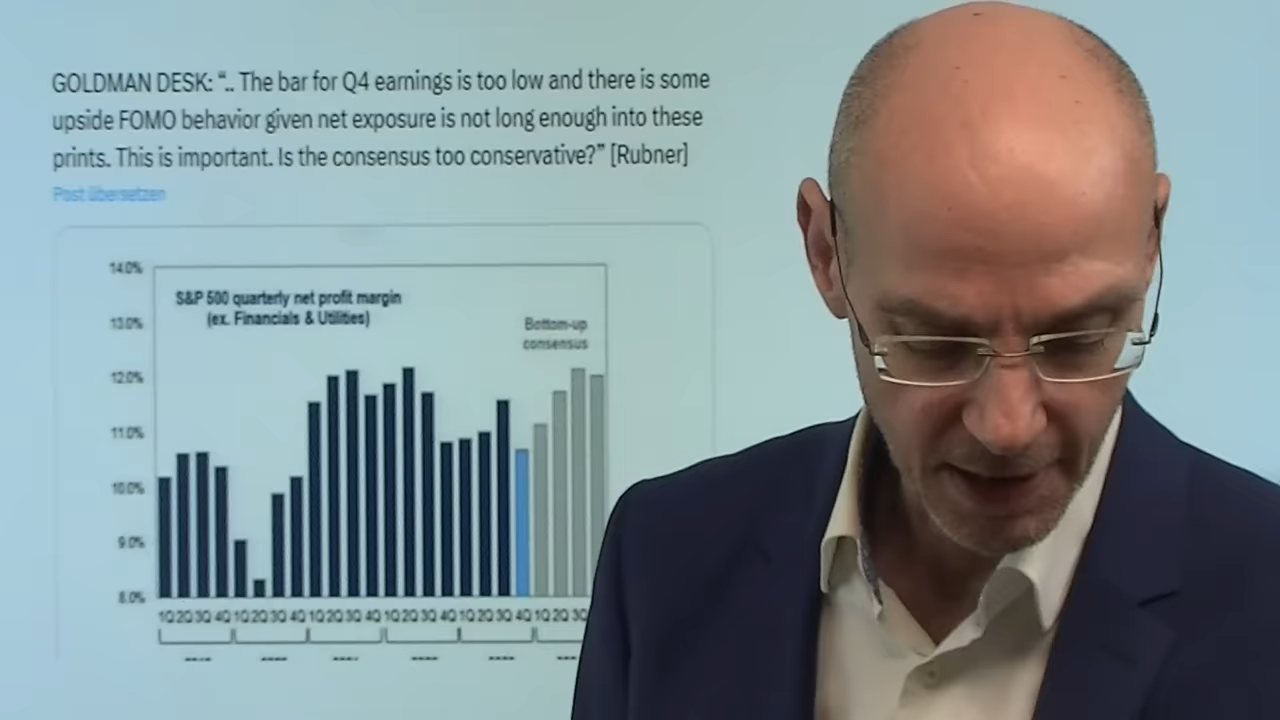 GOLDMAN DESK: “.. The bar for Q4 earnings is too low and there is some
upside FOMO behavior given net exposure is not long enough into these
prints. This is important. Is the consensus too conservative?” [Rubner]
Post übersetzen
14.0%
S&P 500 quarterly net profit margin
(ex. Financials & Utilities)
13.0%
Bottom-up
consensus
12.0%
11.0%
10.0%
9.0%
8.0%
1Q 2Q 3Q 4Q 1Q 2Q 3Q 4Q 1Q 2Q 3Q 4Q 1Q 2Q 3Q 4Q 1Q 2Q 3Q 4Q 1Q 2Q